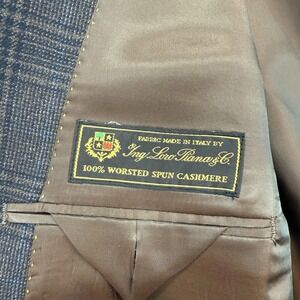 FABRIC MADE IN ITALY BY
Ing. Loro Piana & C.
100% WORSTED SPUN CASHMERE